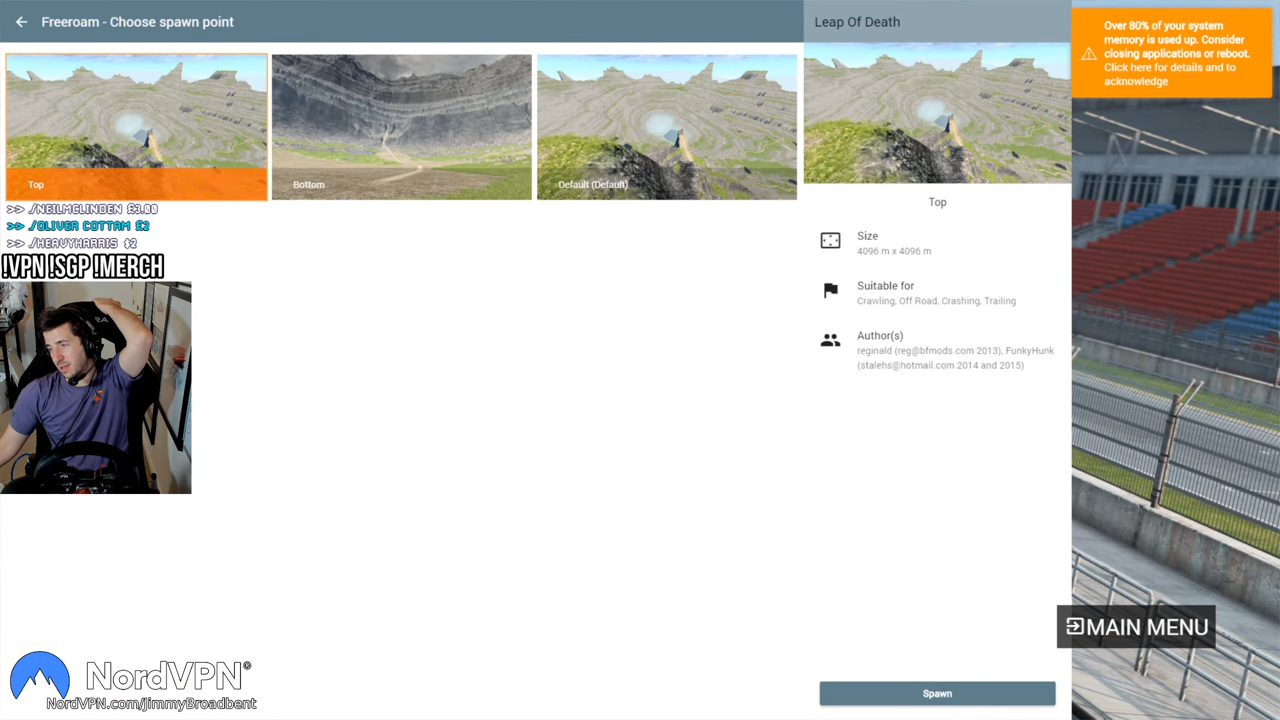 Freeroam - Choose spawn point
Top
Bottom
Default (Default)
>> ./NEILMCLINDEN £3.00
>> ./OLIVER COTTAM £2
>> ./HEAVYHARRIS $2
!VPN !SGP !MERCH
NordVPN®
NordVPN.com/JimmyBroadbent
Leap Of Death
Top
Size
4096 m x 4096 m
Suitable for
Crawling, Off Road, Crashing, Trailing
Author(s)
reginald (reg@bfmods.com 2013), FunkyHunk
(stalehs@hotmail.com 2014 and 2015)
Spawn
Over 80% of your system
memory is used up. Consider
closing applications or reboot.
Click here for details and to
acknowledge
MAIN MENU